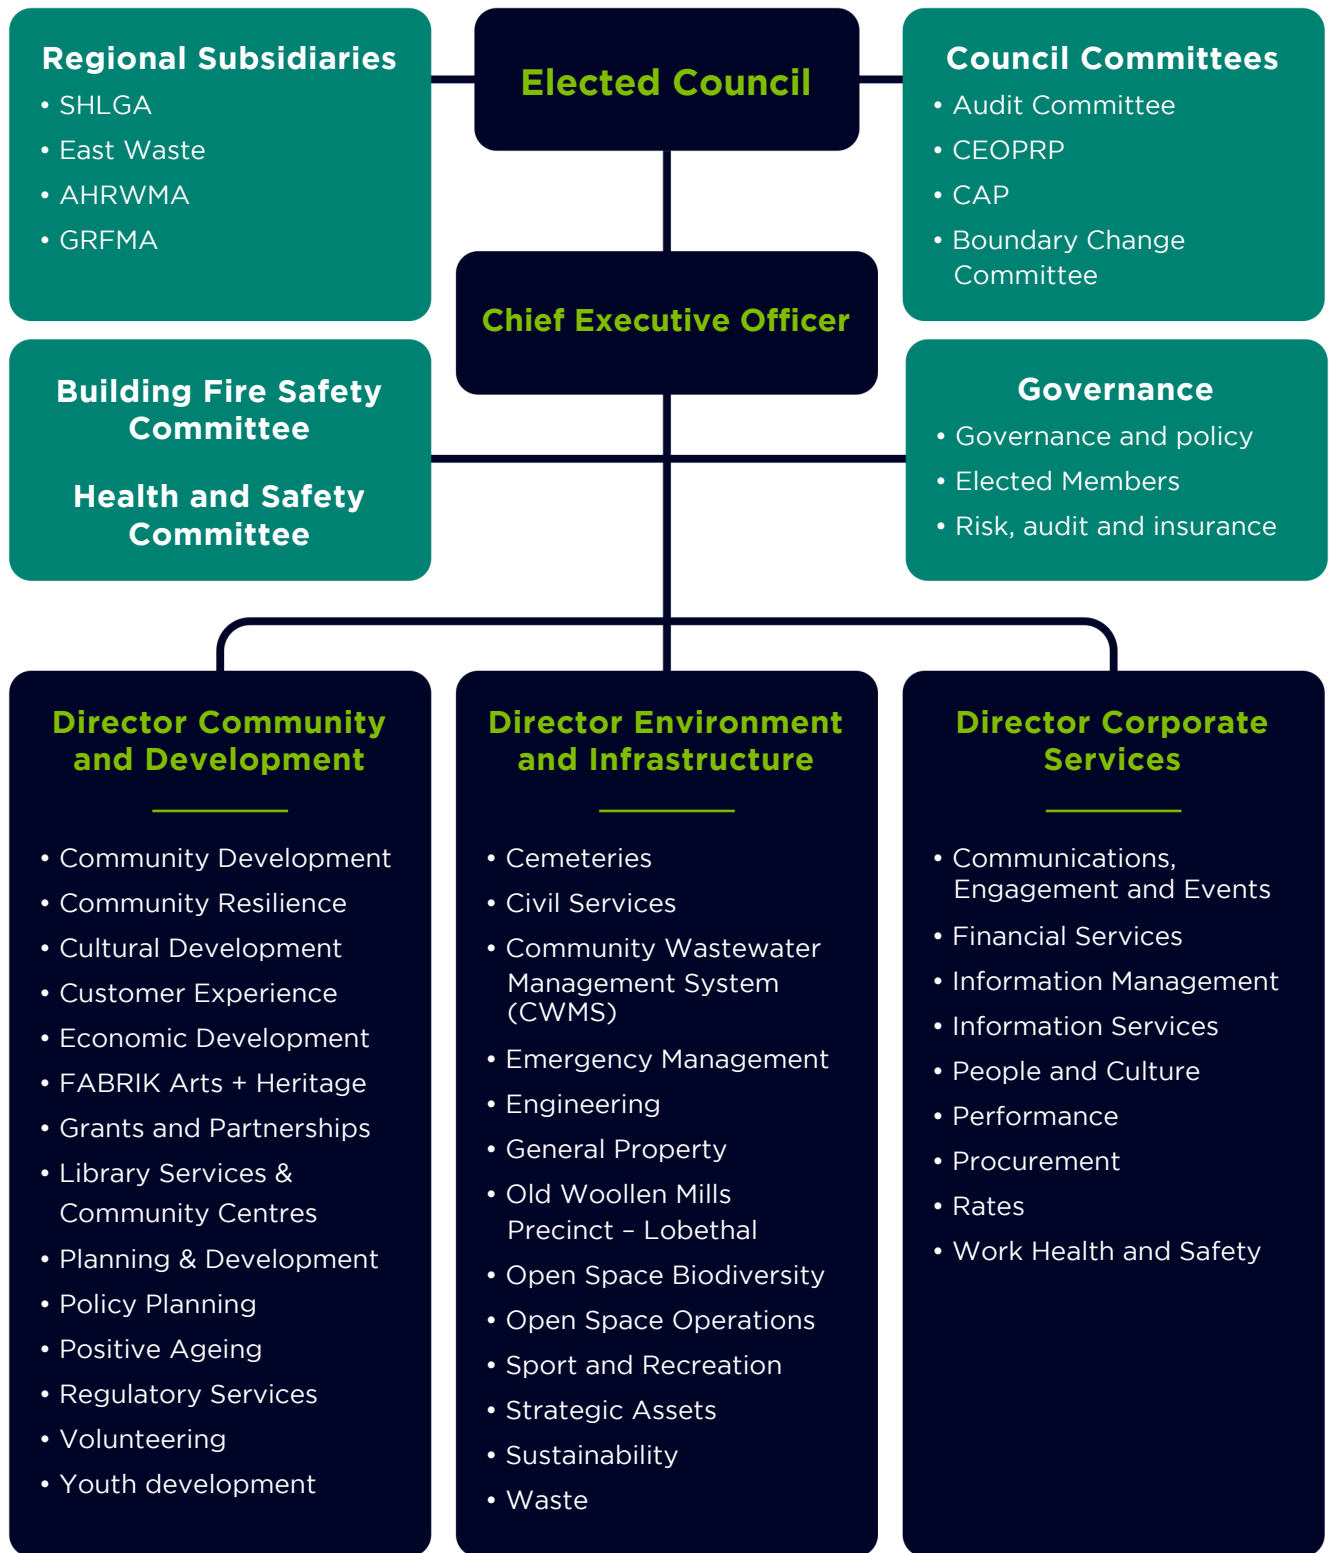 Regional Subsidiaries
• SHLGA
• East Waste
• AHRWMA
• GRFMA
Elected Council
Council Committees
• Audit Committee
• CEOPRP
• CAP
• Boundary Change
Committee
Chief Executive Officer
Building Fire Safety
Committee
Health and Safety
Committee
Governance
• Governance and policy
• Elected Members
• Risk, audit and insurance
Director Community
and Development
• Community Development
• Community Resilience
• Cultural Development
• Customer Experience
• Economic Development
• FABRIK Arts + Heritage
• Grants and Partnerships
• Library Services &
Community Centres
• Planning & Development
• Policy Planning
• Positive Ageing
• Regulatory Services
• Volunteering
• Youth development
Director Environment
and Infrastructure
• Cemeteries
• Civil Services
• Community Wastewater
Management System
(CWMS)
• Emergency Management
• Engineering
• General Property
• Old Woollen Mills
Precinct – Lobethal
• Open Space Biodiversity
• Open Space Operations
• Sport and Recreation
• Strategic Assets
• Sustainability
• Waste
Director Corporate
Services
• Communications,
Engagement and Events
• Financial Services
• Information Management
• Information Services
• People and Culture
• Performance
• Procurement
• Rates
• Work Health and Safety